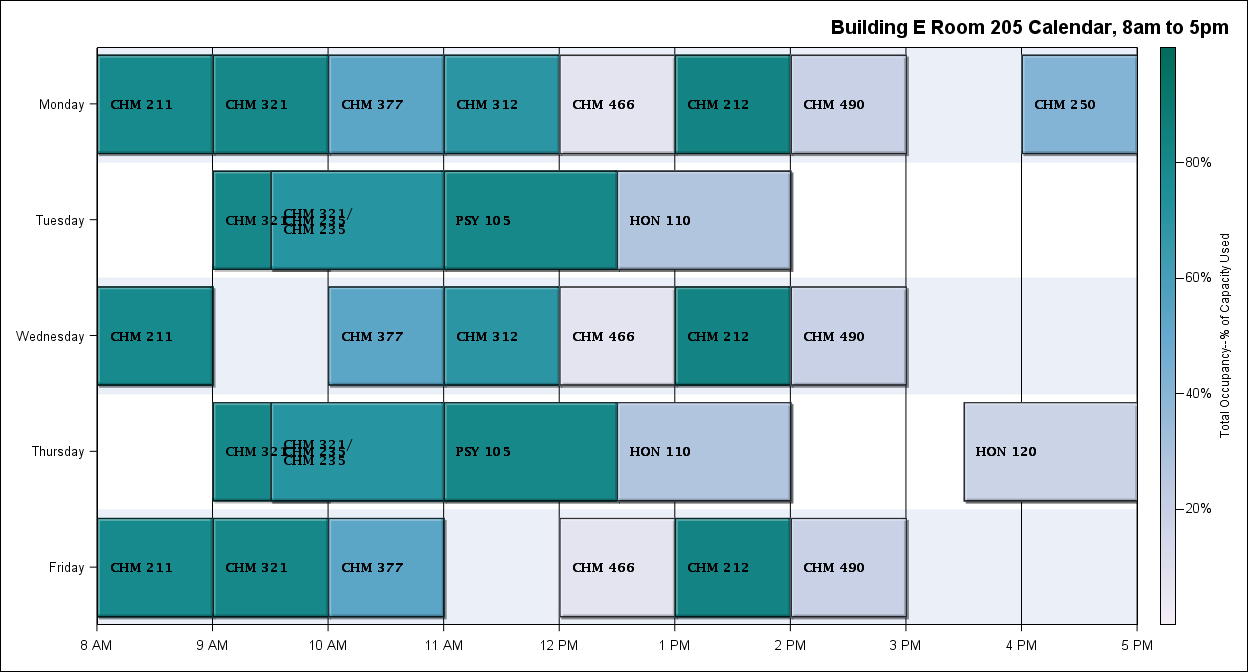 Building E Room 205 Calendar, 8am to 5pm
Monday
CHM 211
CHM 321
CHM 377
CHM 312
CHM 466
CHM 212
CHM 490
CHM 250
Tuesday
CHM 321
CHM 321/
CHM 235/
CHM 235
PSY 105
HON 110
Wednesday
CHM 211
CHM 377
CHM 312
CHM 466
CHM 212
CHM 490
Thursday
CHM 321
CHM 321/
CHM 235/
CHM 235
PSY 105
HON 110
HON 120
Friday
CHM 211
CHM 321
CHM 377
CHM 466
CHM 212
CHM 490
8 AM
9 AM
10 AM
11 AM
12 PM
1 PM
2 PM
3 PM
4 PM
5 PM
80%
60%
40%
20%
Total Occupancy--% of Capacity Used